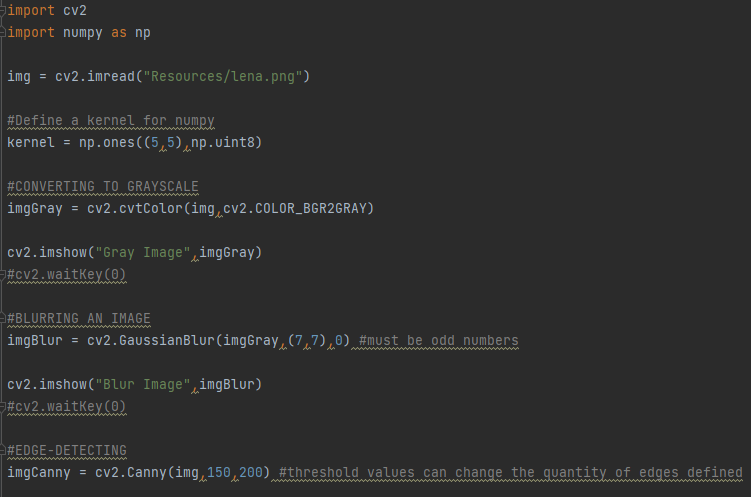 import cv2
import numpy as np
img = cv2.imread("Resources/lena.png")
#Define a kernel for numpy
kernel = np.ones((5,5),np.uint8)
#CONVERTING TO GRAYSCALE
imgGray = cv2.cvtColor(img,cv2.COLOR_BGR2GRAY)
cv2.imshow("Gray Image",imgGray)
#cv2.waitKey(0)
#BLURRING AN IMAGE
imgBlur = cv2.GaussianBlur(imgGray,(7,7),0) #must be odd numbers
cv2.imshow("Blur Image",imgBlur)
#cv2.waitKey(0)
#EDGE-DETECTING
imgCanny = cv2.Canny(img,150,200) #threshold values can change the quantity of edges defined